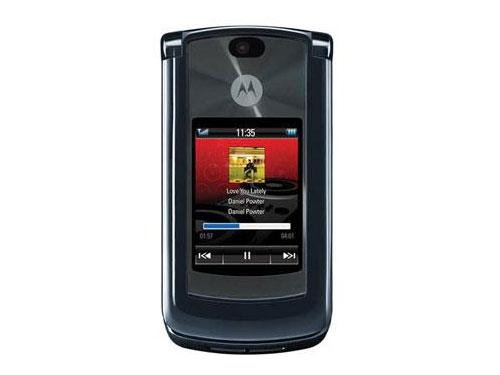 11:35
Love You Lately
Daniel Powter
Daniel Powter
01:57 04:01